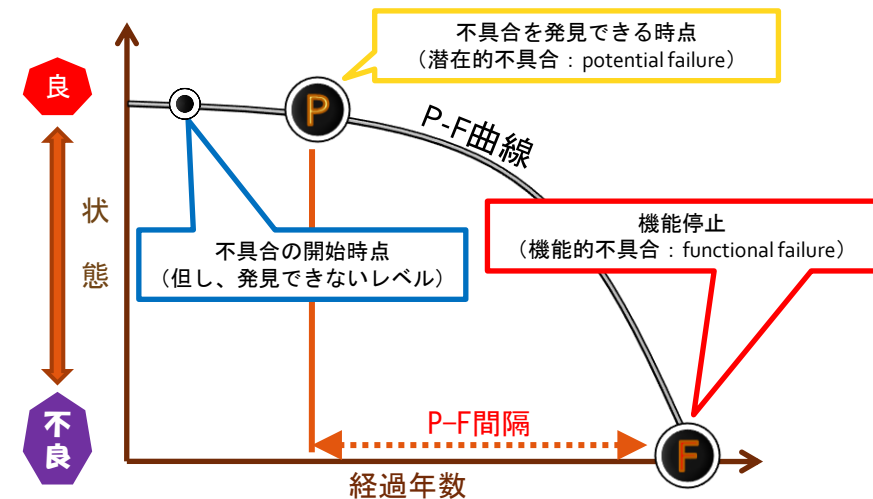 不具合を発見できる時点
（潜在的不具合：potential failure）
良
P
P-F曲線
状
態
不具合の開始時点
（但し、発見できないレベル）
機能停止
（機能的不具合：functional failure）
不
良
P-F間隔
F
経過年数